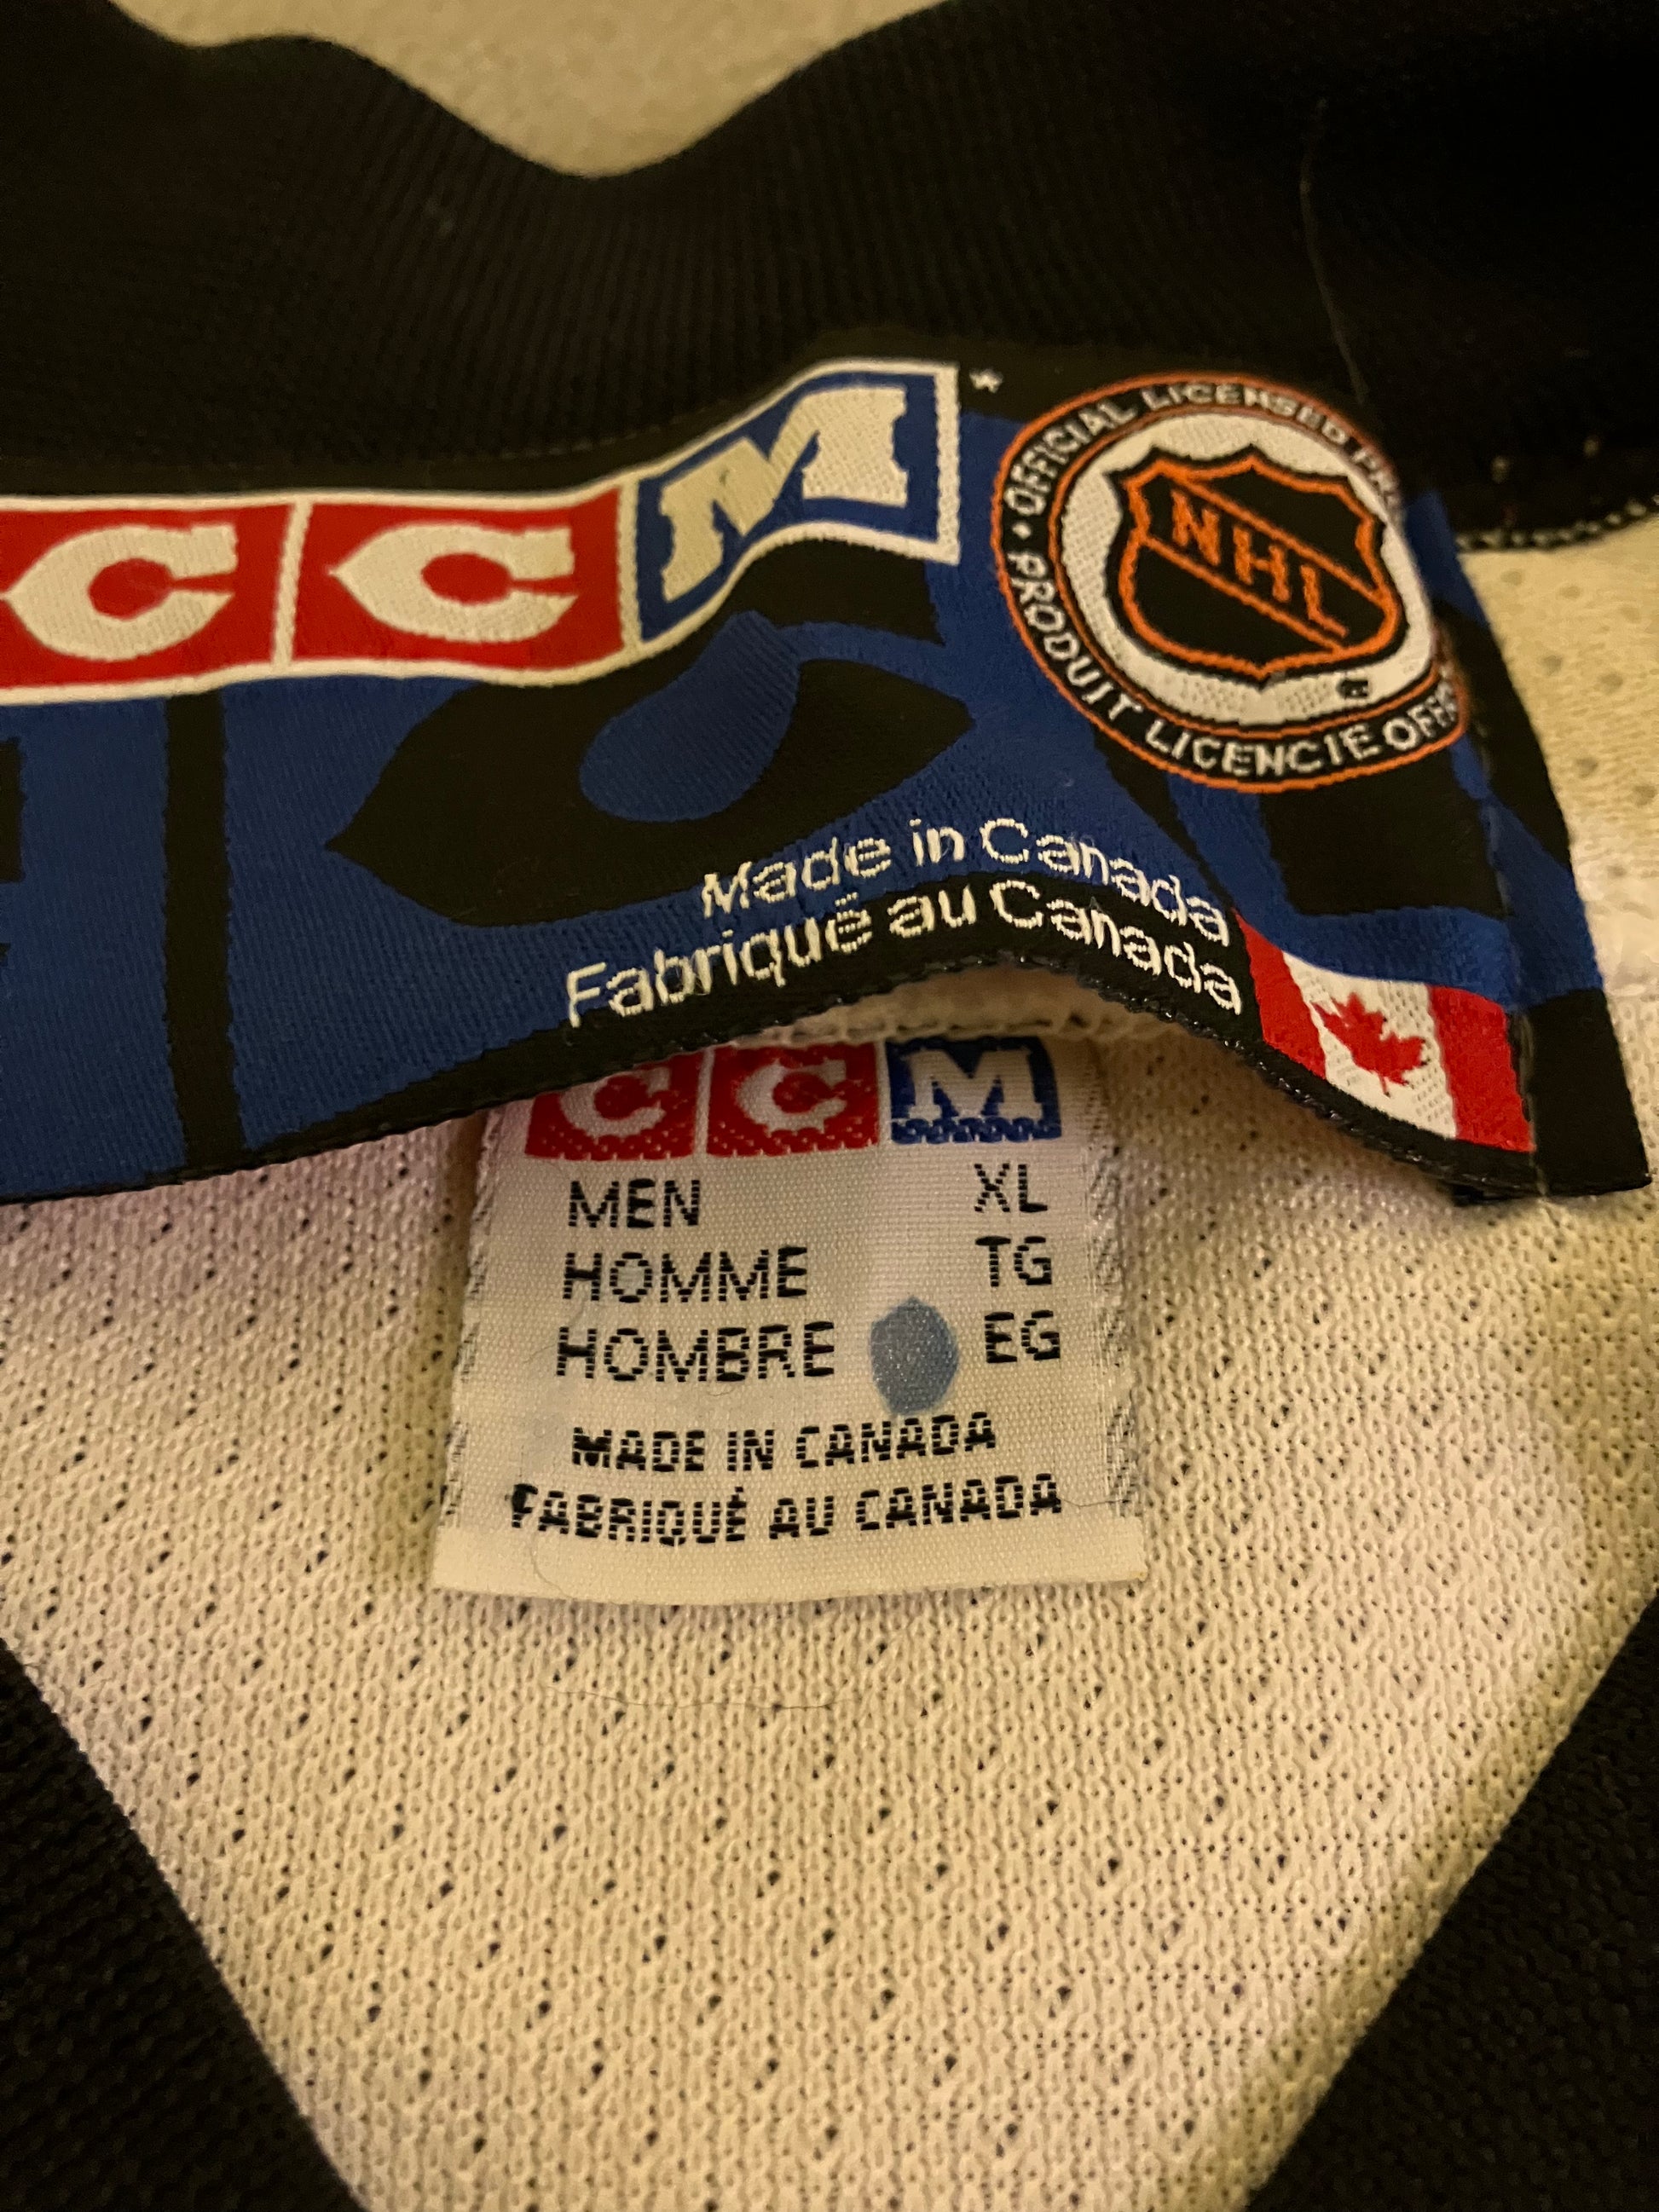 CCM*
OFFICIAL LICENSED
PRODUIT LICENCIE
NHL
Made in Canada
Fabriqué au Canada
CCM
MEN XL
HOMME TG
HOMBRE EG
MADE IN CANADA
FABRIQUÉ AU CANADA